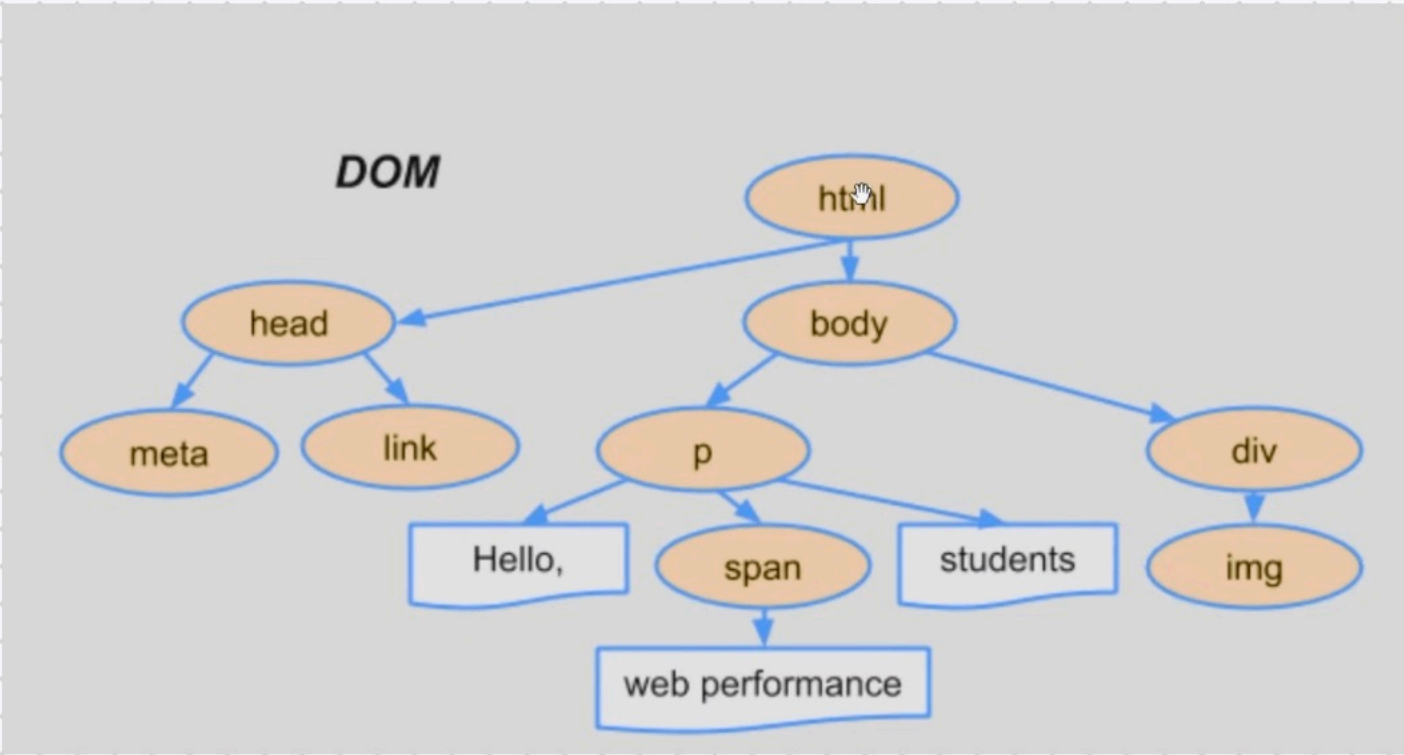 DOM
html
head
body
meta
link
p
div
Hello,
span
students
img
web performance